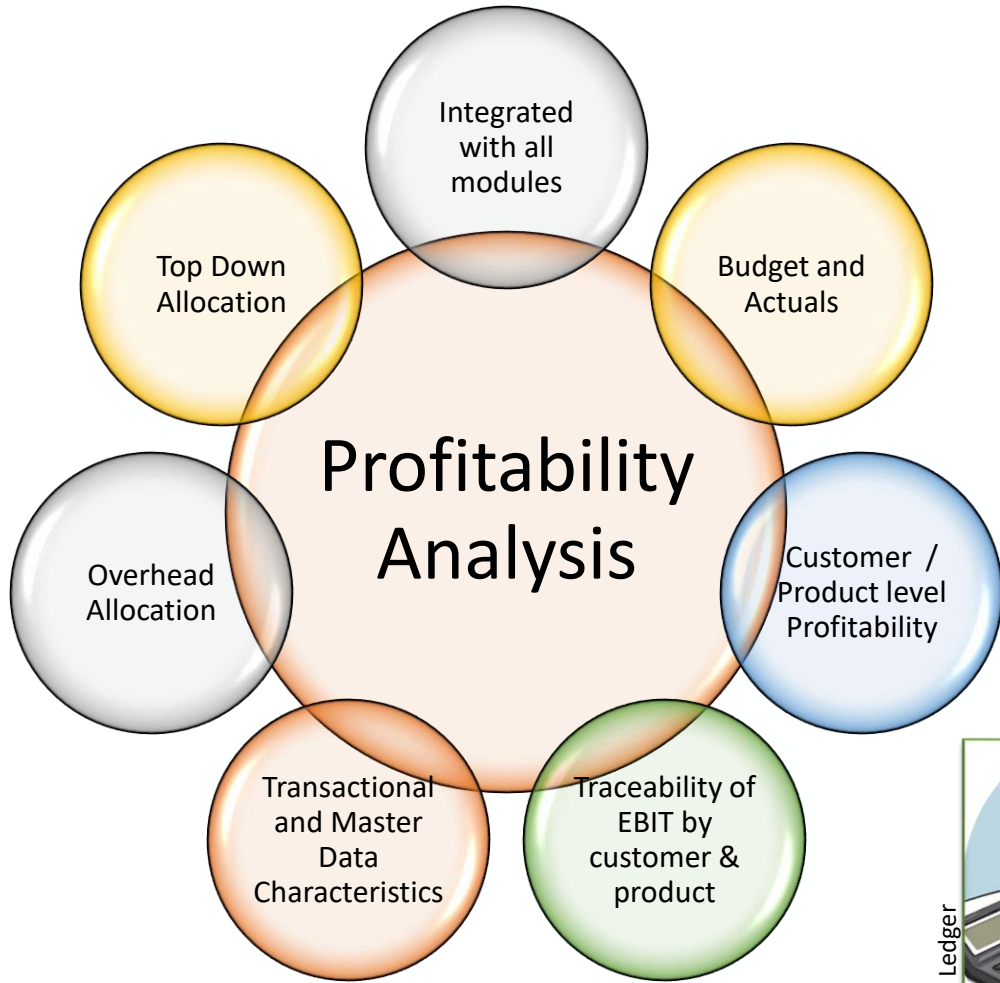 Integrated
with all
modules
Top Down
Allocation
Budget and
Actuals
Profitability
Analysis
Overhead
Allocation
Customer /
Product level
Profitability
Transactional
and Master
Data
Characteristics
Traceability of
EBIT by
customer &
product
Ledger